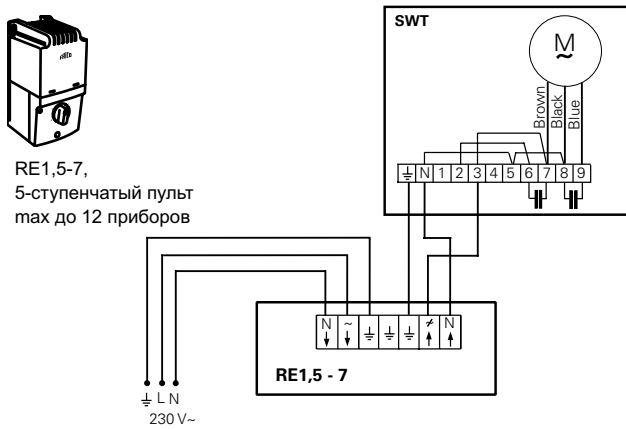 SWT
M
~
Brown
Black
Blue
N 1 2 3 4 5 6 7 8 9
RE1,5-7,
5-ступенчатый пульт
max до 12 приборов
N ~ N
RE1,5 - 7
L N
230 V~